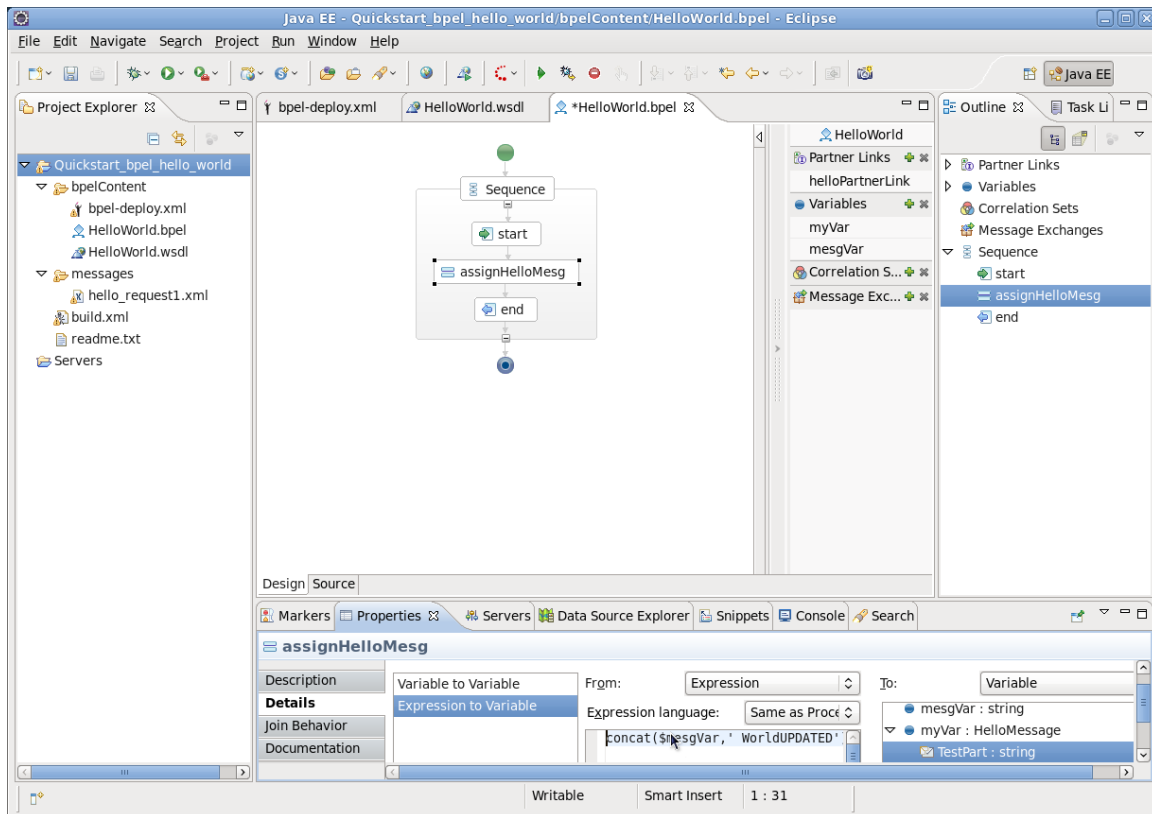 Java EE - Quickstart_bpel_hello_world/bpelContent/HelloWorld.bpel - Eclipse
File Edit Navigate Search Project Run Window Help
Java EE
Project Explorer
bpel-deploy.xml
HelloWorld.wsdl
*HelloWorld.bpel
Outline
Task Li
Quickstart_bpel_hello_world
bpelContent
bpel-deploy.xml
HelloWorld.bpel
HelloWorld.wsdl
messages
hello_request1.xml
build.xml
readme.txt
Servers
Sequence
start
assignHelloMesg
end
HelloWorld
Partner Links
helloPartnerLink
Variables
myVar
mesgVar
Correlation S...
Message Exc...
Partner Links
Variables
Correlation Sets
Message Exchanges
Sequence
start
assignHelloMesg
end
Design Source
Markers Properties Servers Data Source Explorer Snippets Console Search
assignHelloMesg
Description
Details
Join Behavior
Documentation
Variable to Variable
Expression to Variable
From: Expression
Expression language: Same as Proce
concat($mesgVar,' WorldUPDATED'
To: Variable
mesgVar : string
myVar : HelloMessage
TestPart : string
Writable Smart Insert 1 : 31